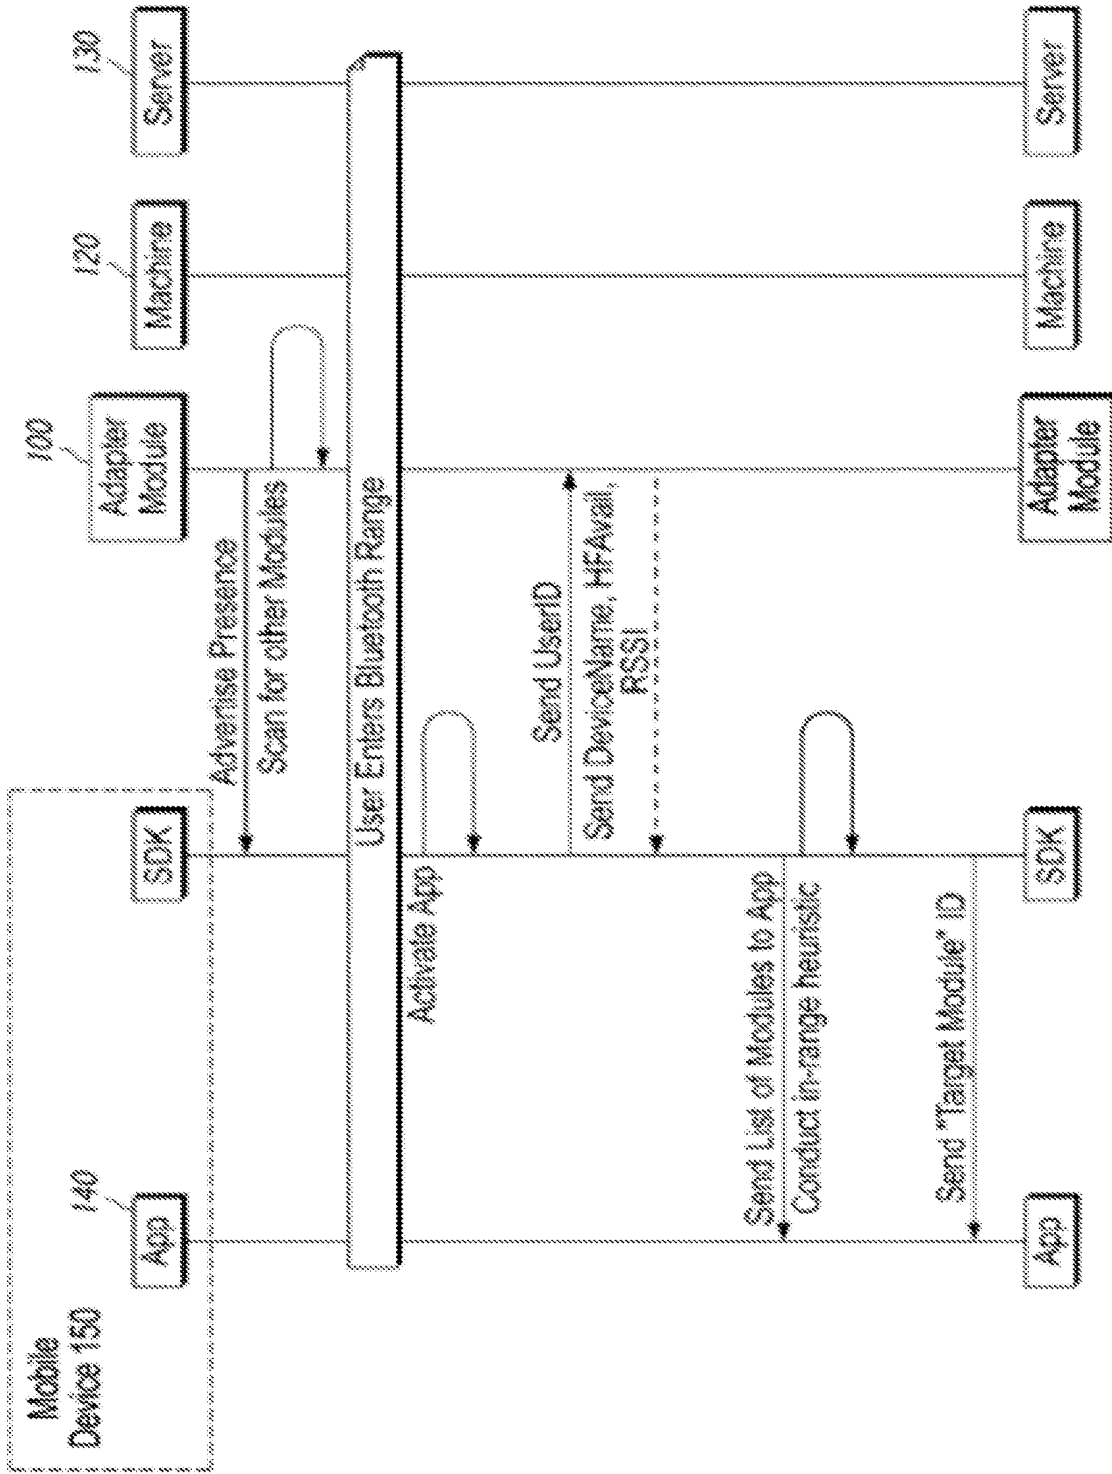 Mobile
Device 150
140
100
120
130
App
SDK
Adapter
Module
Machine
Server
Advertise Presence
Scan for other Modules
User Enters Bluetooth Range
Activate App
Send UserID
Send DeviceName, HFAvail,
RSSI
Send List of Modules to App
Conduct in-range heuristic
Send "Target Module" ID
App
SDK
Adapter
Module
Machine
Server